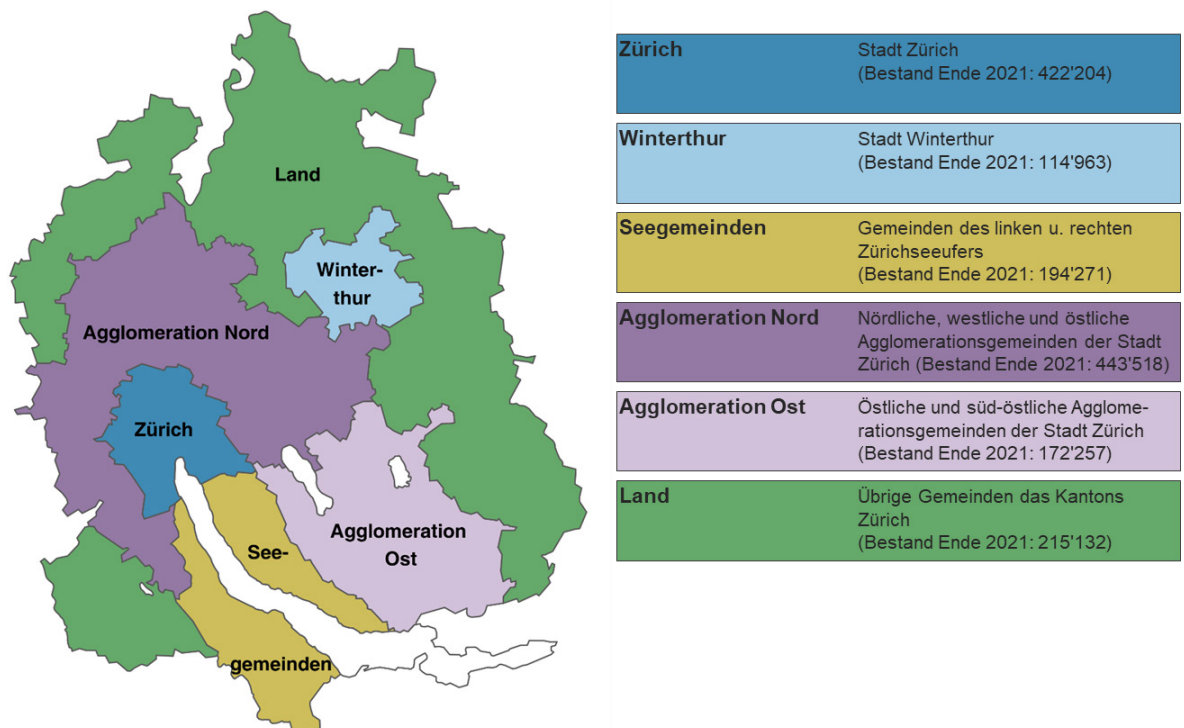 Land
Winter-
thur
Agglomeration Nord
Zürich
Agglomeration
Ost
See-
gemeinden
Zürich
Stadt Zürich
(Bestand Ende 2021: 422'204)
Winterthur
Stadt Winterthur
(Bestand Ende 2021: 114'963)
Seegemeinden
Gemeinden des linken u. rechten
Zürichseeufers
(Bestand Ende 2021: 194'271)
Agglomeration Nord
Nördliche, westliche und östliche
Agglomerationsgemeinden der Stadt
Zürich (Bestand Ende 2021: 443'518)
Agglomeration Ost
Östliche und süd-östliche Agglome-
rationsgemeinden der Stadt Zürich
(Bestand Ende 2021: 172'257)
Land
Übrige Gemeinden das Kantons
Zürich
(Bestand Ende 2021: 215'132)